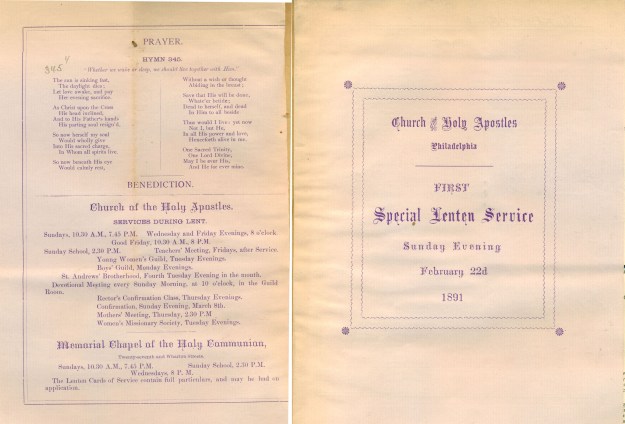 PRAYER.
HYMN 345.
345
"Whether we wake or sleep, we should live together with Him."
The sun is sinking fast,
The daylight dies;
Let love awake, and pay
Her evening sacrifice.
As Christ upon the Cross
His head inclined,
And to His Father's hands
His parting soul resign'd,
So now herself my soul
Would wholly give
Into His sacred charge,
In Whom all spirits live.
So now beneath His eye
Would calmly rest,
Without a wish or thought
Abiding in the breast;
Save that His will be done,
Whate'er betide;
Dead to herself, and dead
In Him to all beside.
Thus would I live: yet now
Not I, but He,
In all His power and love,
Henceforth alive in me.
One Sacred Trinity,
One Lord Divine,
May I be ever His,
And He for ever mine.
BENEDICTION.
Church of the Holy Apostles.
SERVICES DURING LENT.
Sundays, 10.30 A.M., 7.45 P.M. Wednesday and Friday Evenings, 8 o'clock.
Good Friday, 10.30 A.M., 8 P.M.
Sunday School, 2.30 P.M. Teachers' Meeting, Fridays, after Service.
Young Women's Guild, Tuesday Evenings.
Boys' Guild, Monday Evenings.
St. Andrews' Brotherhood, Fourth Tuesday Evening in the month.
Devotional Meeting every Sunday Morning, at 10 o'clock, in the Guild
Room.
Rector's Confirmation Class, Thursday Evenings.
Confirmation, Sunday Evening, March 8th.
Mothers' Meeting, Thursday, 2.30 P.M
Women's Missionary Society, Tuesday Evenings.
Memorial Chapel of the Holy Communion,
Twenty-seventh and Wharton Streets.
Sundays, 10.30 A.M., 7.45 P.M. Sunday School, 2.30 P.M.
Wednesdays, 8 P. M.
The Lenten Cards of Service contain full particulars, and may be had on
application.
Church of the Holy Apostles
Philadelphia
FIRST
Special Lenten Service
Sunday Evening
February 22d
1891